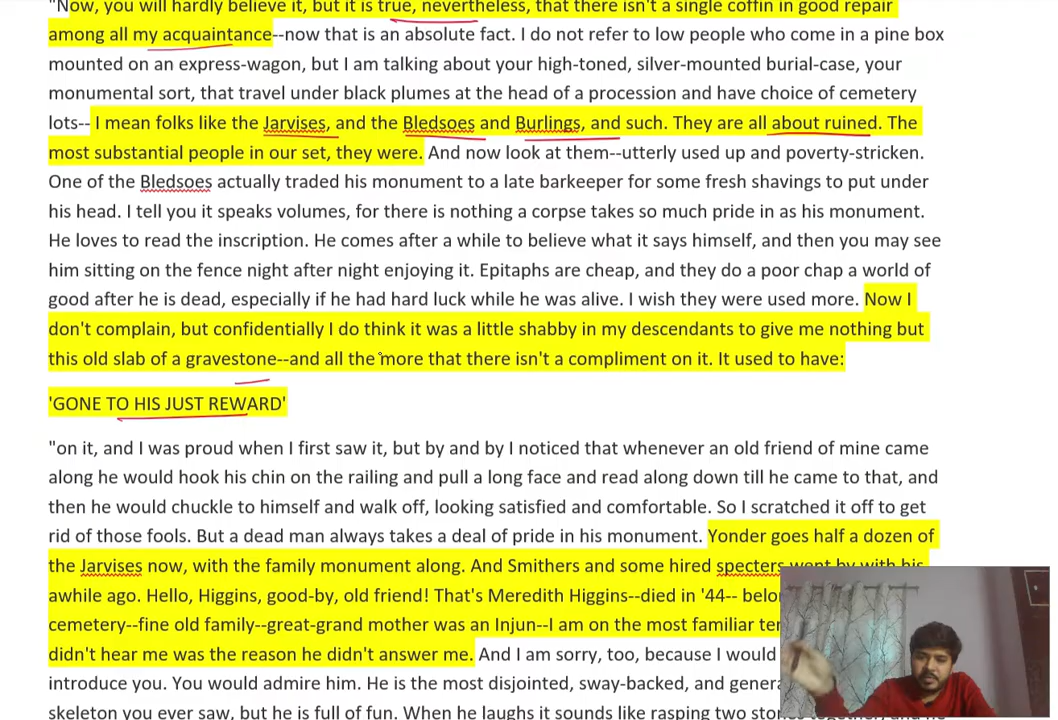 "Now, you will hardly believe it, but it is true, nevertheless, that there isn't a single coffin in good repair
among all my acquaintance--now that is an absolute fact. I do not refer to low people who come in a pine box
mounted on an express-wagon, but I am talking about your high-toned, silver-mounted burial-case, your
monumental sort, that travel under black plumes at the head of a procession and have choice of cemetery
lots-- I mean folks like the Jarvises, and the Bledsoes and Burlings, and such. They are all about ruined. The
most substantial people in our set, they were. And now look at them--utterly used up and poverty-stricken.
One of the Bledsoes actually traded his monument to a late barkeeper for some fresh shavings to put under
his head. I tell you it speaks volumes, for there is nothing a corpse takes so much pride in as his monument.
He loves to read the inscription. He comes after a while to believe what it says himself, and then you may see
him sitting on the fence night after night enjoying it. Epitaphs are cheap, and they do a poor chap a world of
good after he is dead, especially if he had hard luck while he was alive. I wish they were used more. Now I
don't complain, but confidentially I do think it was a little shabby in my descendants to give me nothing but
this old slab of a gravestone--and all the more that there isn't a compliment on it. It used to have:
'GONE TO HIS JUST REWARD'
"on it, and I was proud when I first saw it, but by and by I noticed that whenever an old friend of mine came
along he would hook his chin on the railing and pull a long face and read along down till he came to that, and
then he would chuckle to himself and walk off, looking satisfied and comfortable. So I scratched it off to get
rid of those fools. But a dead man always takes a deal of pride in his monument. Yonder goes half a dozen of
the Jarvises now, with the family monument along. And Smithers and some hired specters went by with his
awhile ago. Hello, Higgins, good-by, old friend! That's Meredith Higgins--died in '44--
cemetery--fine old family--great-grand mother was an Injun--I am on the most familiar
didn't hear me was the reason he didn't answer me. And I am sorry, too, because I would
introduce you. You would admire him. He is the most disjointed, sway-backed, and
skeleton you ever saw, but he is full of fun. When he laughs it sounds like rasping two